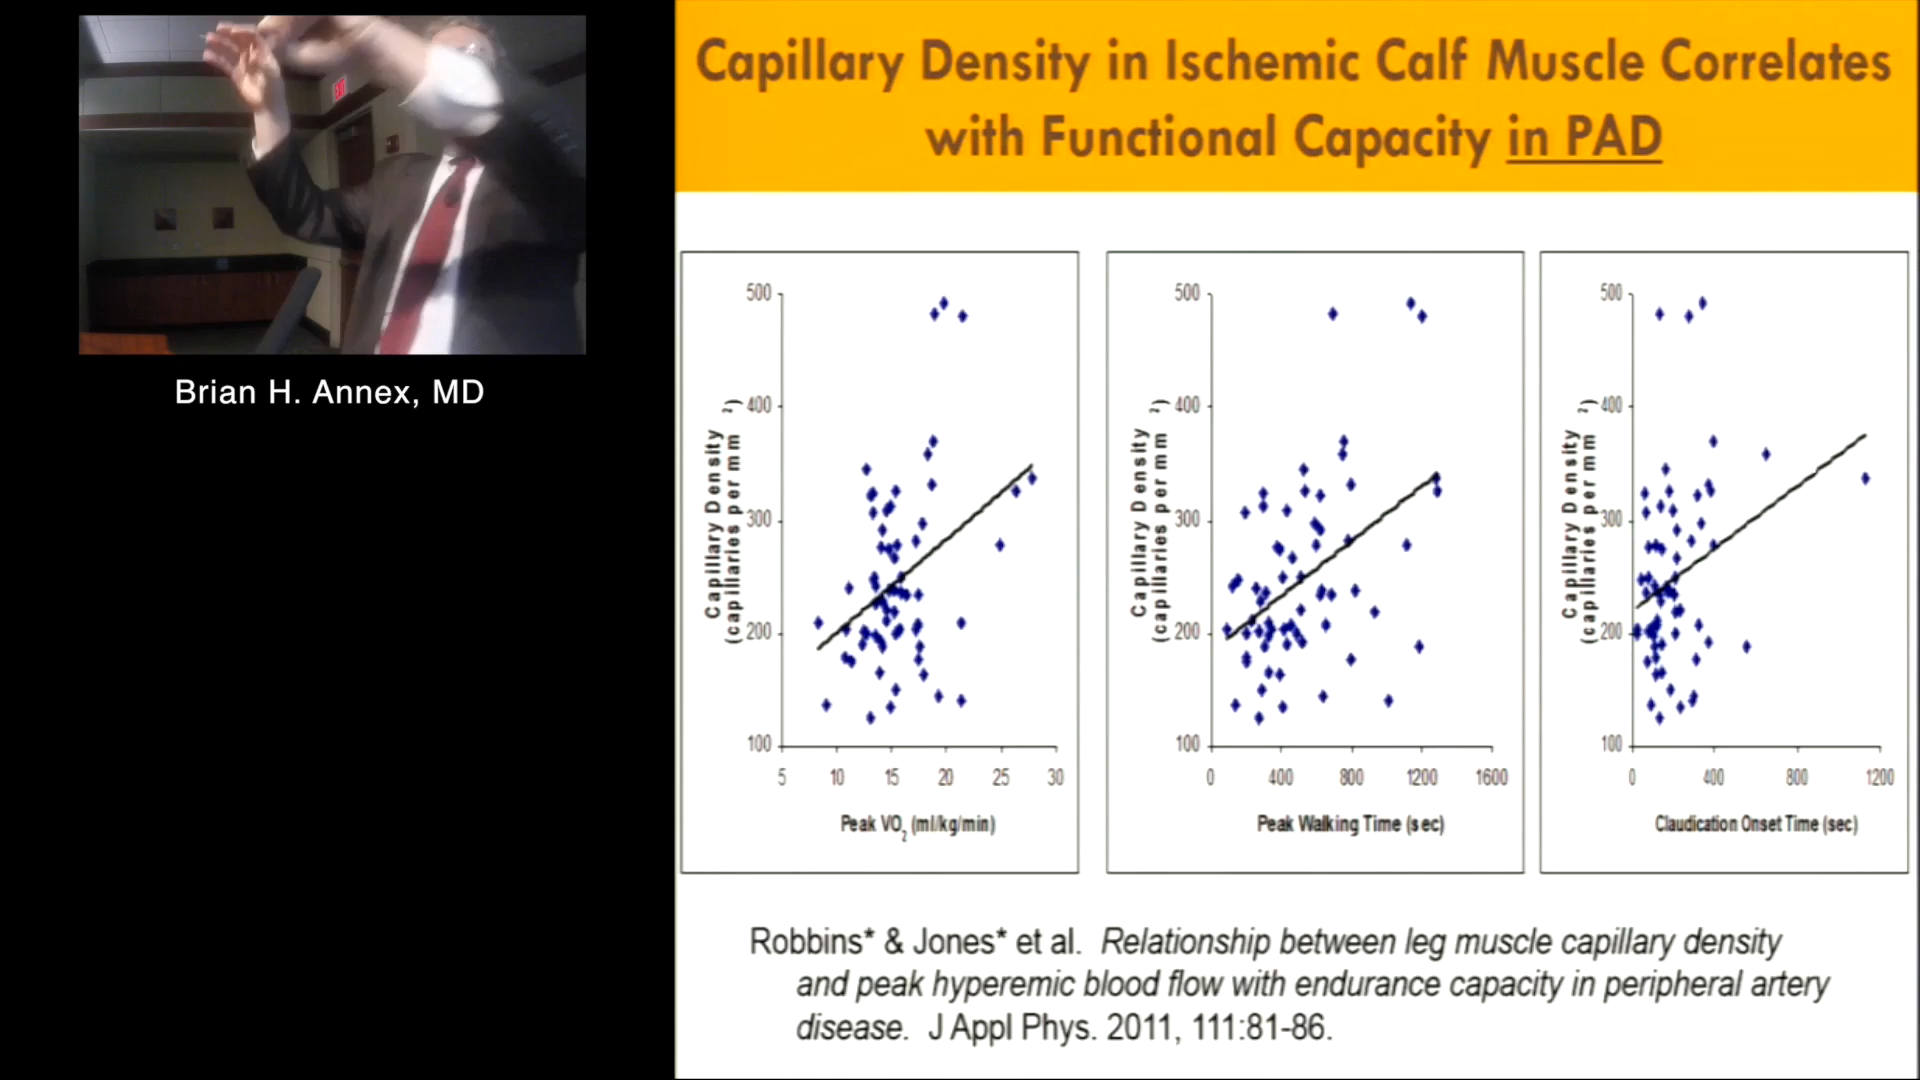 EXIT
Brian H. Annex, MD
Capillary Density in Ischemic Calf Muscle Correlates
with Functional Capacity in PAD
500
400
300
200
100
Capillary Density
(capillaries per mm 2)
5 10 15 20 25 30
Peak VO2 (ml/kg/min)
500
400
300
200
100
Capillary Density
(capillaries per mm 2)
0 400 800 1200 1600
Peak Walking Time (sec)
500
400
300
200
100
Capillary Density
(capillaries per mm 2)
0 400 800 1200
Claudication Onset Time (sec)
Robbins* & Jones* et al. Relationship between leg muscle capillary density
and peak hyperemic blood flow with endurance capacity in peripheral artery
disease. J Appl Phys. 2011, 111:81-86.